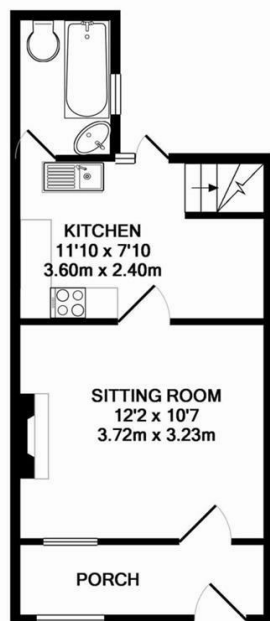 KITCHEN
11'10 x 7'10
3.60m x 2.40m
SITTING ROOM
12'2 x 10'7
3.72m x 3.23m
PORCH